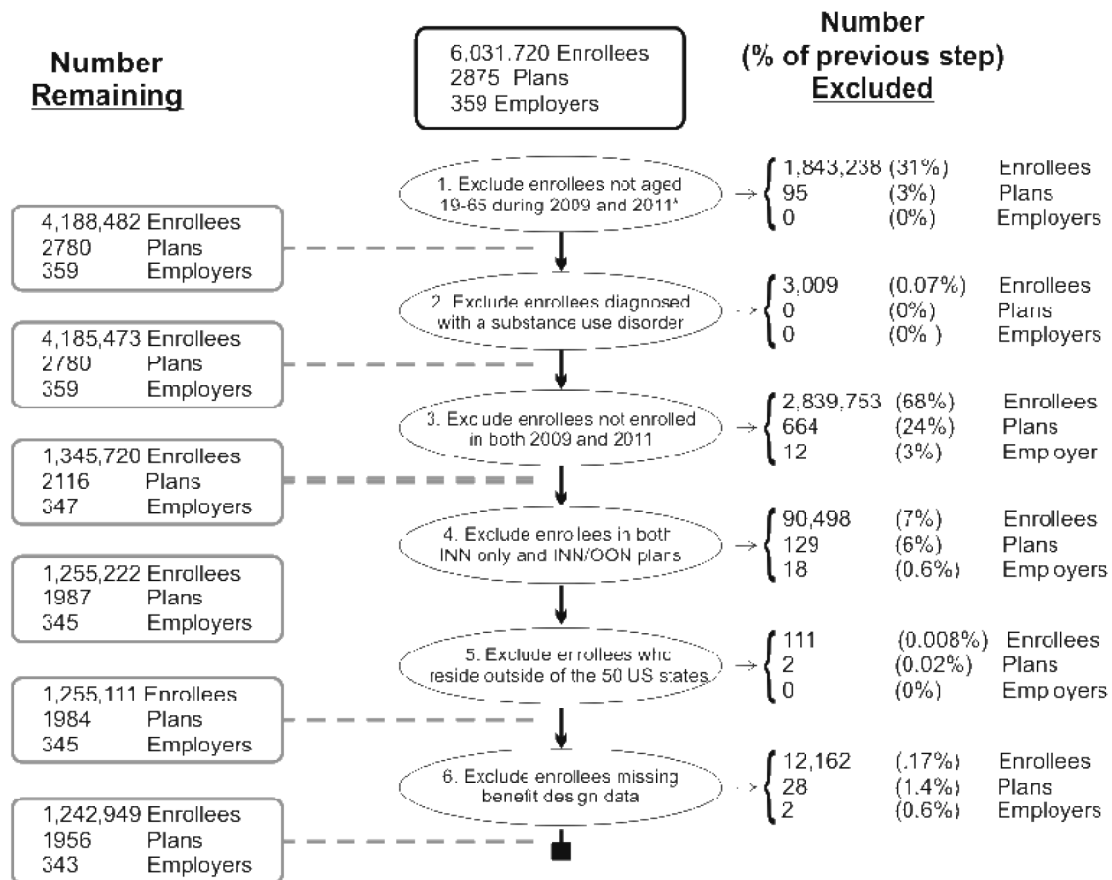 Number
Remaining
6,031.720 Enrollees
2875 Plans
359 Employers
Number
(% of previous step)
Excluded
1. Exclude enrollees not aged
19-65 during 2009 and 2011*
1,843,238 (31%) Enrollees
95 (3%) Plans
0 (0%) Employers
4,188,482 Enrollees
2780 Plans
359 Employers
2. Exclude enrollees diagnosed
with a substance use disorder
3,009 (0.07%) Enrollees
0 (0%) Plans
0 (0% ) Employers
4,185,473 Enrollees
2780 Plans
359 Employers
3. Exclude enrollees not enrolled
in both 2009 and 2011
2,839,753 (68%) Enrollees
664 (24%) Plans
12 (3%) Employer
1,345,720 Enrollees
2116 Plans
347 Employers
4. Exclude enrollees in both
INN only and INN/OON plans
90,498 (7%) Enrollees
129 (6%) Plans
18 (0.6%) Employers
1,255,222 Enrollees
1987 Plans
345 Employers
5. Exclude enrollees who
reside outside of the 50 US states
111 (0.008%) Enrollees
2 (0.02%) Plans
0 (0%) Employers
1,255,111 Enrollees
1984 Plans
345 Employers
6. Exclude enrollees missing
benefit design data
12,162 (.17%) Enrollees
28 (1.4%) Plans
2 (0.6%) Employers
1,242,949 Enrollees
1956 Plans
343 Employers